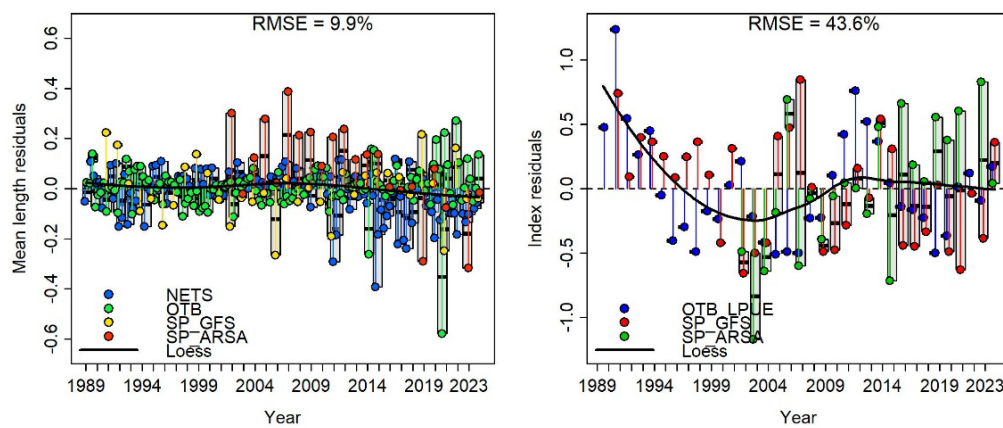 RMSE = 9.9%
Mean length residuals
0.6
0.4
0.2
0.0
-0.2
-0.4
-0.6
NETS
OTB
SP_GFS
SP_ARSA
Loess
1989 1994 1999 2004 2009 2014 2019 2023
Year
RMSE = 43.6%
Index residuals
1.0
0.5
0.0
-0.5
-1.0
OTB_LPUE
SP_GFS
SP_ARSA
Loess
1989 1994 1999 2004 2009 2014 2019 2023
Year